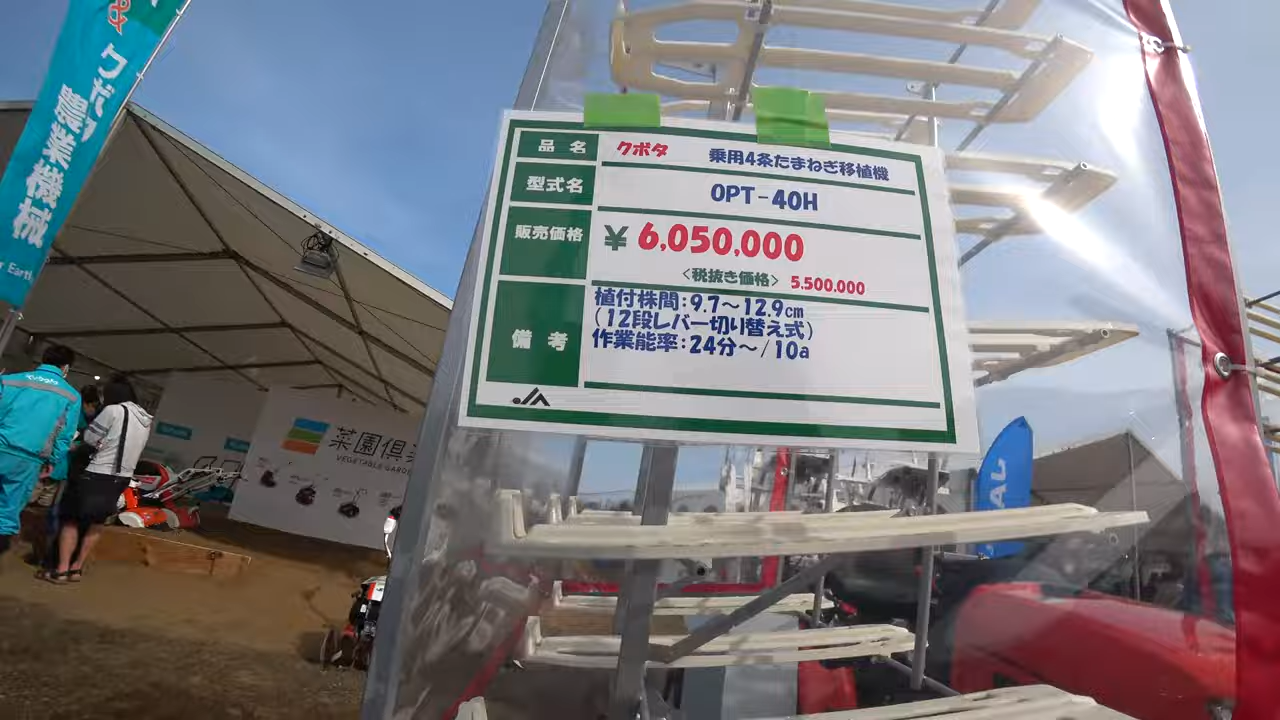 クボタ
農業機械
r Earth
品名 クボタ 乗用4条たまねぎ移植機
型式名 OPT-40H
販売価格 ¥ 6,050,000
<税抜き価格> 5.500.000
備考 植付株間:9.7～12.9cm
(12段レバー切り替え式)
作業能率:24分～/10a
JA
菜園倶楽
VEGETABLE GARDE
Kubota
AL